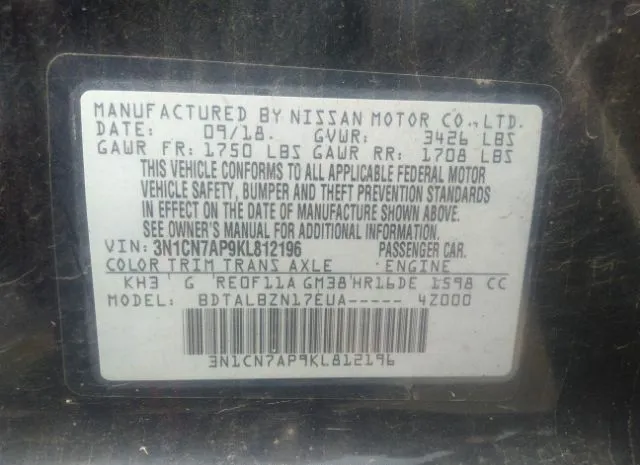 MANUFACTURED BY NISSAN MOTOR CO., LTD.
DATE: 09/18. GVWR: 3426 LBS
GAWR FR: 1750 LBS GAWR RR: 1708 LBS
THIS VEHICLE CONFORMS TO ALL APPLICABLE FEDERAL MOTOR
VEHICLE SAFETY, BUMPER AND THEFT PREVENTION STANDARDS
IN EFFECT ON THE DATE OF MANUFACTURE SHOWN ABOVE.
SEE OWNER'S MANUAL FOR ADDITIONAL INFORMATION.
VIN: 3N1CN7AP9KL812196 PASSENGER CAR.
COLOR TRIM TRANS AXLE ENGINE
KH3 G RE0F11A GM38 HR16DE 1598 CC
MODEL: BDTALBZN17EUA----- 4Z000
3N1CN7AP9KL812196